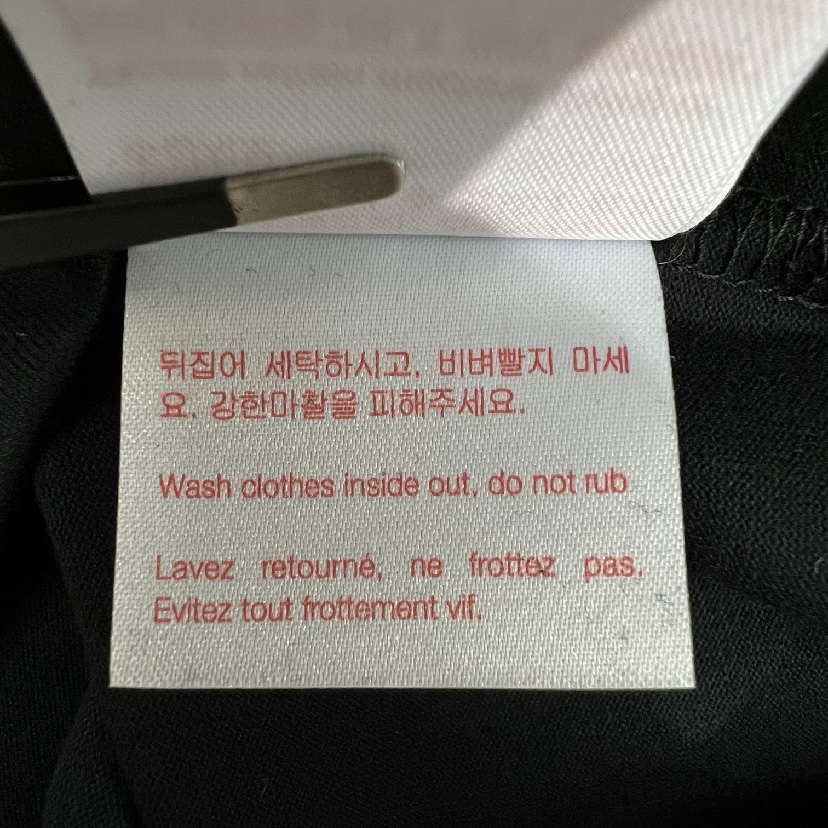 뒤집어 세탁하시고, 비벼빨지 마세
요. 강한마찰을 피해주세요.
Wash clothes inside out, do not rub
Lavez retourné, ne frottez pas.
Evitez tout frottement vif.